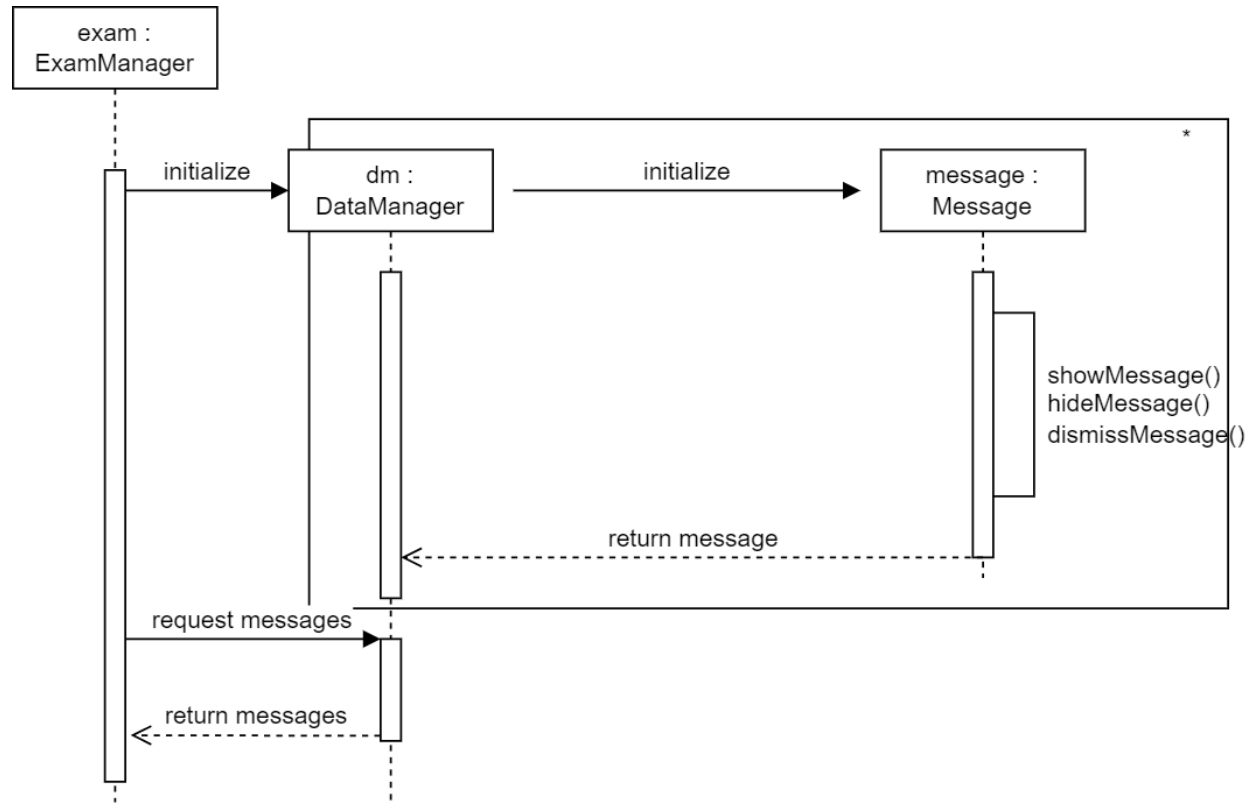 exam :
ExamManager
*
initialize
dm :
DataManager
initialize
message :
Message
showMessage()
hideMessage()
dismissMessage()
return message
request messages
return messages